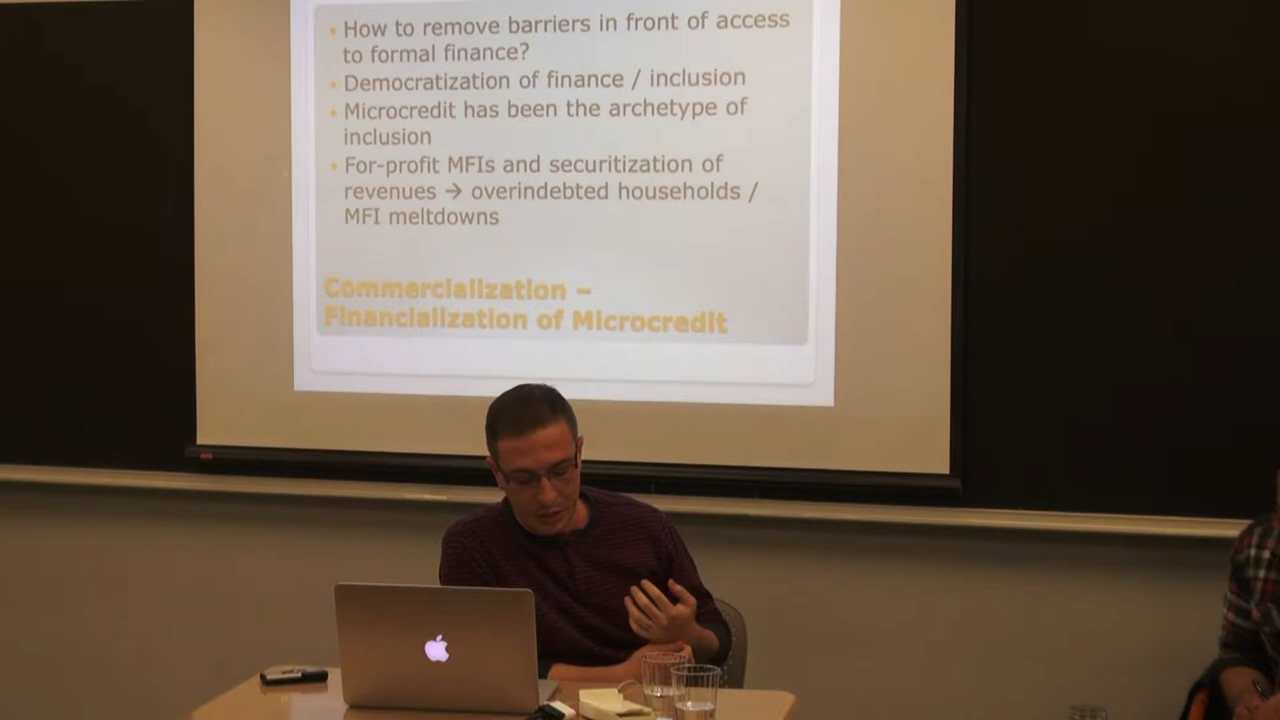 • How to remove barriers in front of access
to formal finance?
• Democratization of finance / inclusion
• Microcredit has been the archetype of
inclusion
• For-profit MFIs and securitization of
revenues → overindebted households /
MFI meltdowns
Commercialization –
Financialization of Microcredit